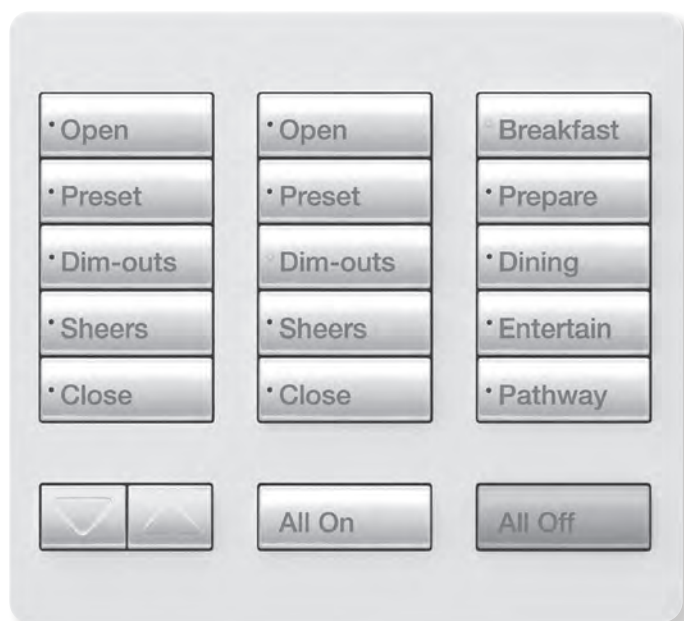 Open
Preset
Dim-outs
Sheers
Close
Open
Preset
Dim-outs
Sheers
Close
Breakfast
Prepare
Dining
Entertain
Pathway
All On
All Off